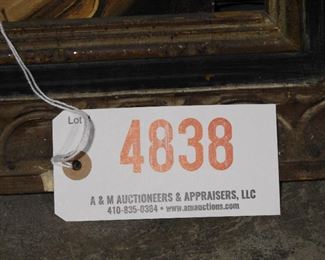 Lot
4838
A & M AUCTIONEERS & APPRAISERS, LLC
410-835-0384 • www.amauctions.com